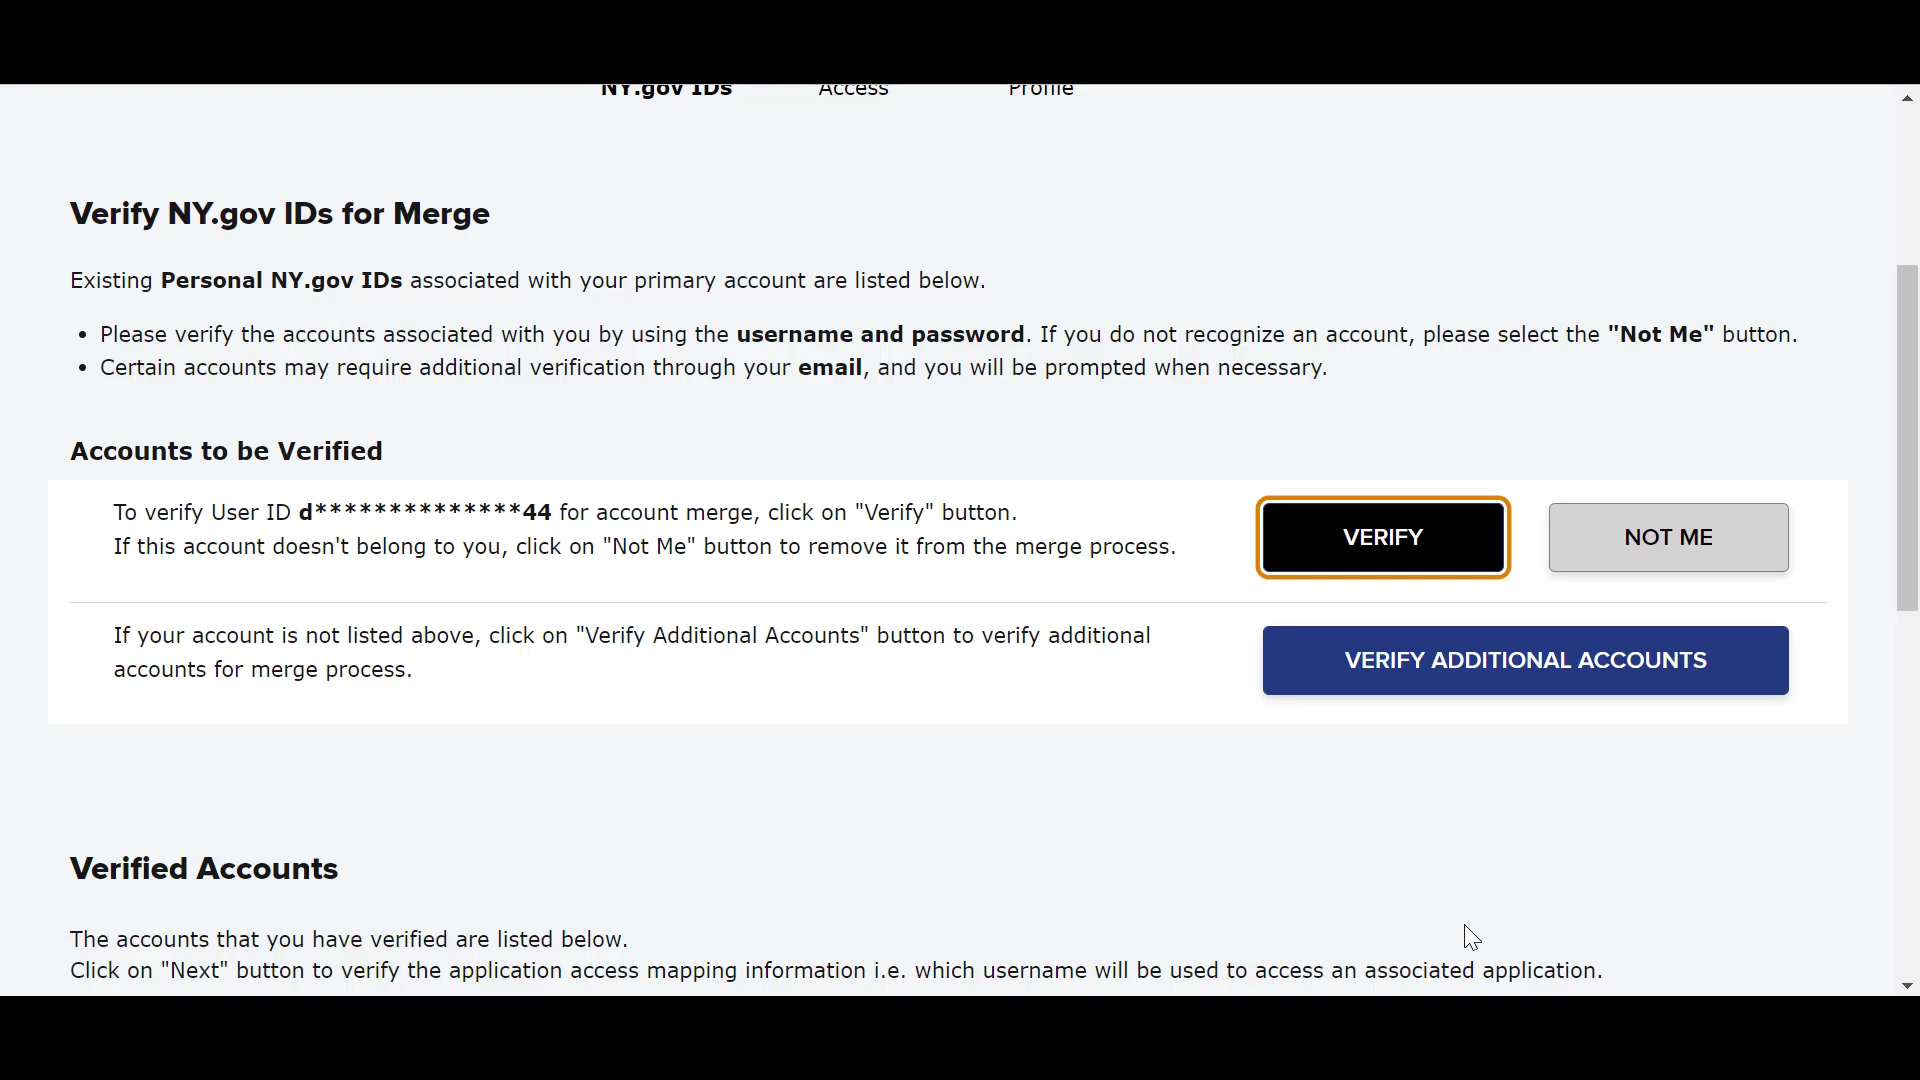 NY.gov IDs Access Profile
Verify NY.gov IDs for Merge
Existing Personal NY.gov IDs associated with your primary account are listed below.
• Please verify the accounts associated with you by using the username and password. If you do not recognize an account, please select the "Not Me" button.
• Certain accounts may require additional verification through your email, and you will be prompted when necessary.
Accounts to be Verified
To verify User ID d**************44 for account merge, click on "Verify" button.
If this account doesn't belong to you, click on "Not Me" button to remove it from the merge process.
VERIFY
NOT ME
If your account is not listed above, click on "Verify Additional Accounts" button to verify additional
accounts for merge process.
VERIFY ADDITIONAL ACCOUNTS
Verified Accounts
The accounts that you have verified are listed below.
Click on "Next" button to verify the application access mapping information i.e. which username will be used to access an associated application.